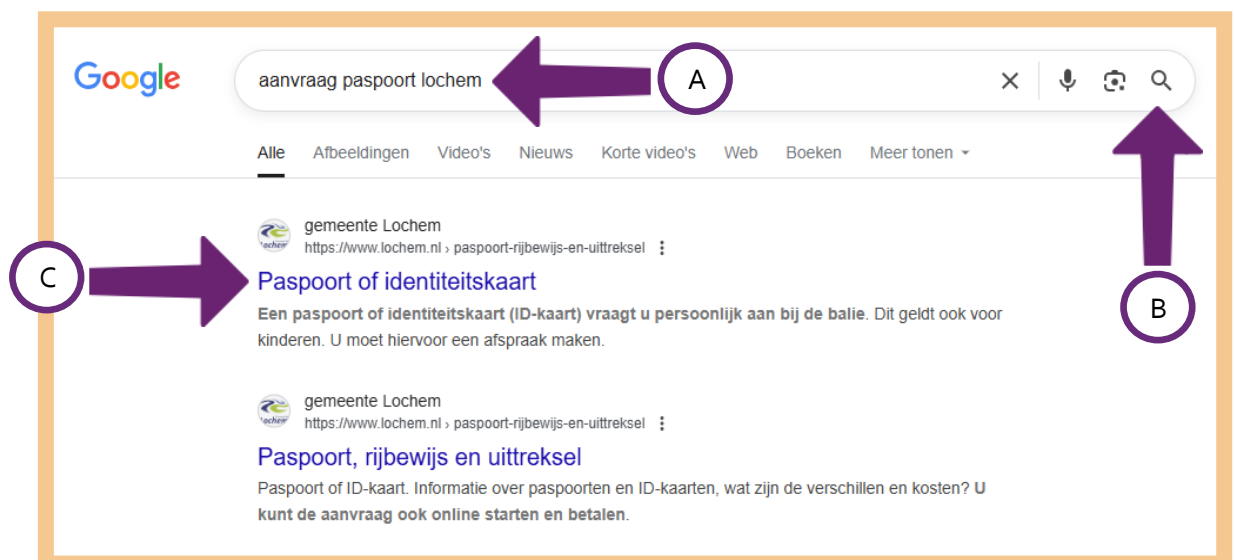 Google
aanvraag paspoort lochem
A
Alle Afbeeldingen Video's Nieuws Korte video's Web Boeken Meer tonen
gemeente Lochem
https://www.lochem.nl › paspoort-rijbewijs-en-uittreksel
C
Paspoort of identiteitskaart
B
Een paspoort of identiteitskaart (ID-kaart) vraagt u persoonlijk aan bij de balie. Dit geldt ook voor
kinderen. U moet hiervoor een afspraak maken.
gemeente Lochem
https://www.lochem.nl › paspoort-rijbewijs-en-uittreksel
Paspoort, rijbewijs en uittreksel
Paspoort of ID-kaart. Informatie over paspoorten en ID-kaarten, wat zijn de verschillen en kosten? U
kunt de aanvraag ook online starten en betalen.